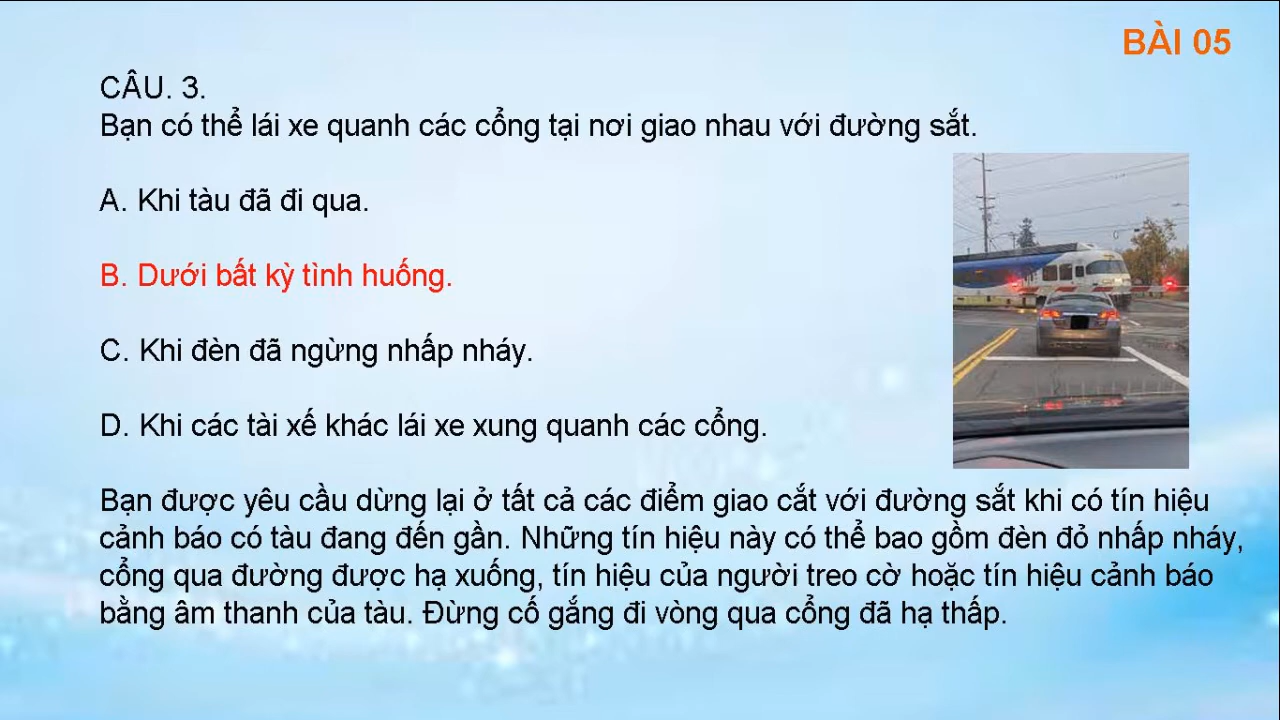 BÀI 05
CÂU. 3.
Bạn có thể lái xe quanh các cổng tại nơi giao nhau với đường sắt.
A. Khi tàu đã đi qua.
B. Dưới bất kỳ tình huống.
C. Khi đèn đã ngừng nhấp nháy.
D. Khi các tài xế khác lái xe xung quanh các cổng.
Bạn được yêu cầu dừng lại ở tất cả các điểm giao cắt với đường sắt khi có tín hiệu
cảnh báo có tàu đang đến gần. Những tín hiệu này có thể bao gồm đèn đỏ nhấp nháy,
cổng qua đường được hạ xuống, tín hiệu của người treo cờ hoặc tín hiệu cảnh báo
bằng âm thanh của tàu. Đừng cố gắng đi vòng qua cổng đã hạ thấp.